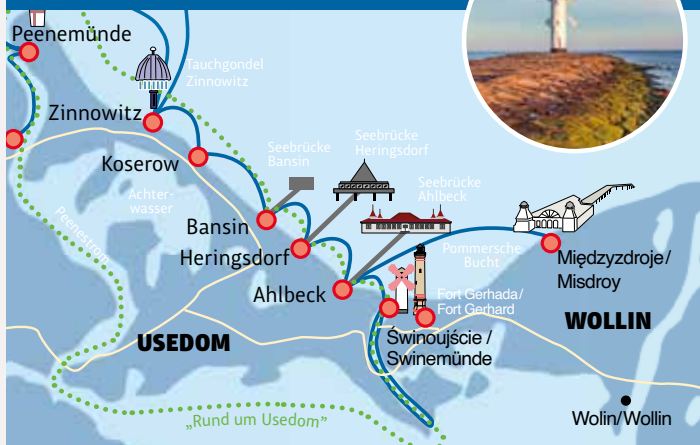 Peenemünde
Tauchgondel
Zinnowitz
Zinnowitz
Koserow
Seebrücke
Bansin
Seebrücke
Heringsdorf
Seebrücke
Ahlbeck
Achter-
wasser
Peenestrom
Bansin
Heringsdorf
Ahlbeck
Pommersche
Bucht
Międzyzdroje/
Misdroy
Fort Gerhada/
Fort Gerhard
WOLLIN
USEDOM
Świnoujście /
Swinemünde
Wolin/Wollin
„Rund um Usedom”